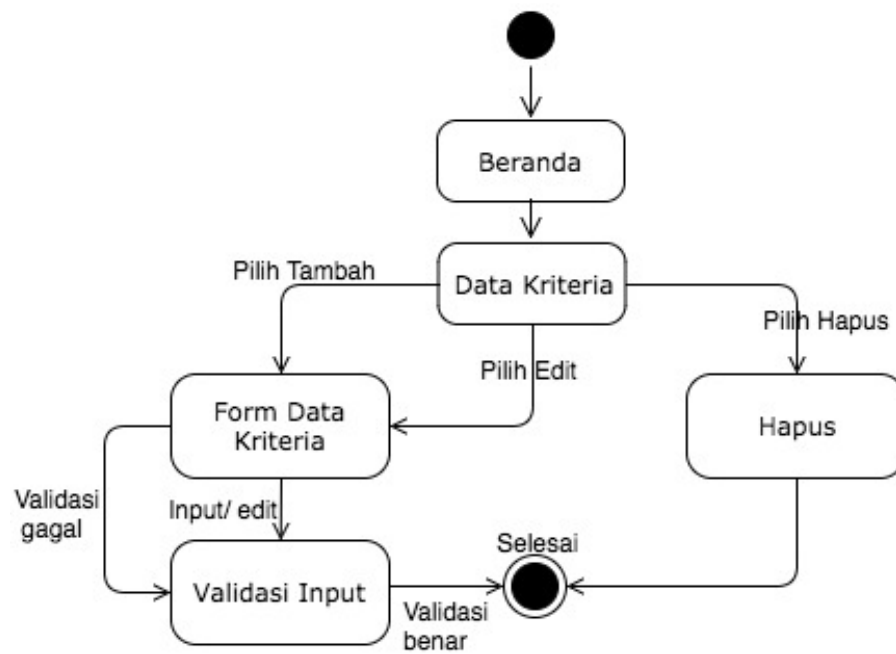 Beranda
Data Kriteria
Pilih Tambah
Pilih Hapus
Pilih Edit
Form Data
Kriteria
Hapus
Validasi
gagal
Input/ edit
Selesai
Validasi Input
Validasi
benar